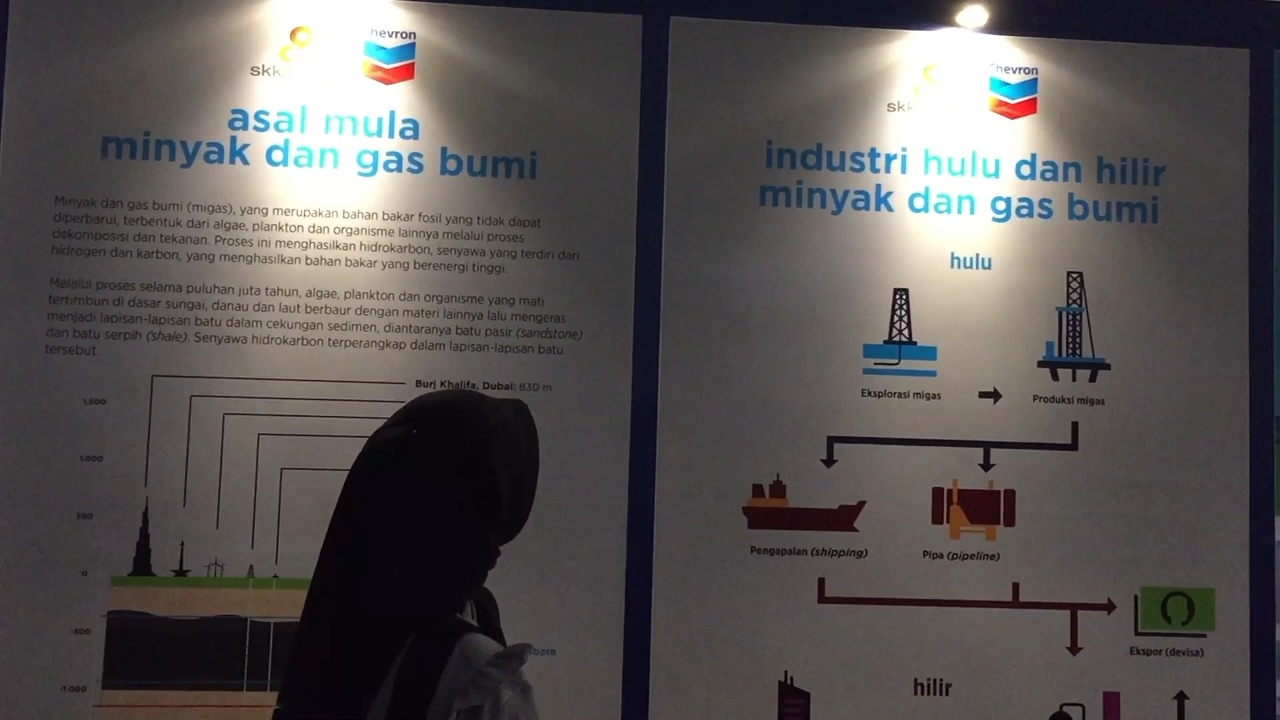 skk
hevron
asal mula
minyak dan gas bumi
Minyak dan gas bumi (migas), yang merupakan bahan bakar fosil yang tidak dapat
diperbarui, terbentuk dari algae, plankton dan organisme lainnya melalui proses
dekomposisi dan tekanan. Proses ini menghasilkan hidrokarbon, senyawa yang terdiri dari
hidrogen dan karbon, yang menghasilkan bahan bakar yang berenergi tinggi.
Melalui proses selama puluhan juta tahun, algae, plankton dan organisme yang mati
tertimbun di dasar sungai, danau dan laut berbaur dengan materi lainnya lalu mengeras
menjadi lapisan-lapisan batu dalam cekungan sedimen, diantaranya batu pasir (sandstone)
dan batu serpih (shale). Senyawa hidrokarbon terperangkap dalam lapisan-lapisan batu
tersebut.
Burj Khalifa, Dubai: 830 m
1,500
1.000
500
0
-500
-1.000
skk
hevron
industri hulu dan hilir
minyak dan gas bumi
hulu
Eksplorasi migas
Produksi migas
Pengapalan (shipping)
Pipa (pipeline)
Ekspor (devisa)
hilir